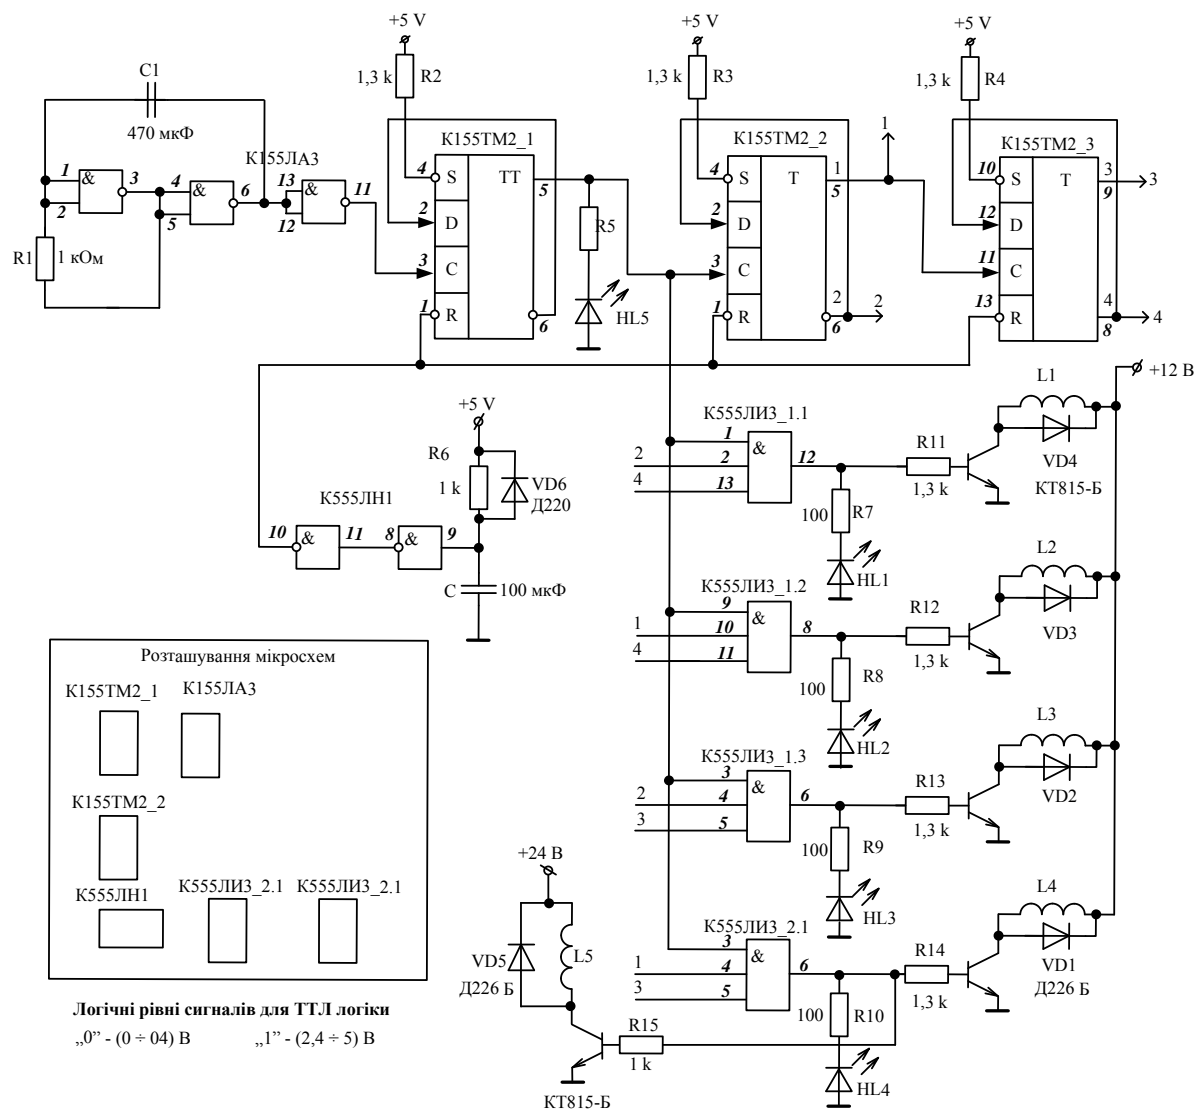 +5 V
+5 V
+5 V
C1
470 мкФ
1,3 k
R2
1,3 k
R3
1,3 k
R4
К155ЛА3
1
2
&
3
4
5
&
6
13
12
&
11
R1
1 кОм
К155ТМ2_1
4
S
TT
5
2
D
3
C
1
R
6
R5
HL5
К155ТМ2_2
4
S
T
1
5
2
D
3
C
1
R
2
6
1
2
К155ТМ2_3
10
S
T
3
9
3
12
D
11
C
13
R
4
8
4
+12 В
+5 V
R6
1 k
VD6
Д220
К555ЛН1
10
&
11
8
&
9
C
100 мкФ
К555ЛИ3_1.1
1
2
2
4
13
&
12
R11
1,3 k
100
R7
HL1
L1
VD4
КТ815-Б
К555ЛИ3_1.2
9
1
10
4
11
&
8
R12
1,3 k
100
R8
HL2
L2
VD3
К555ЛИ3_1.3
3
2
4
3
5
&
6
R13
1,3 k
100
R9
HL3
L3
VD2
К555ЛИ3_2.1
3
1
4
3
5
&
6
R14
1,3 k
100
R10
HL4
L4
VD1
Д226 Б
+24 В
VD5
Д226 Б
L5
R15
1 k
КТ815-Б
Розташування мікросхем
К155ТМ2_1
К155ЛА3
К155ТМ2_2
К555ЛН1
К555ЛИ3_2.1
К555ЛИ3_2.1
Логічні рівні сигналів для ТТЛ логіки
„0” - (0 ÷ 04) В
„1” - (2,4 ÷ 5) В